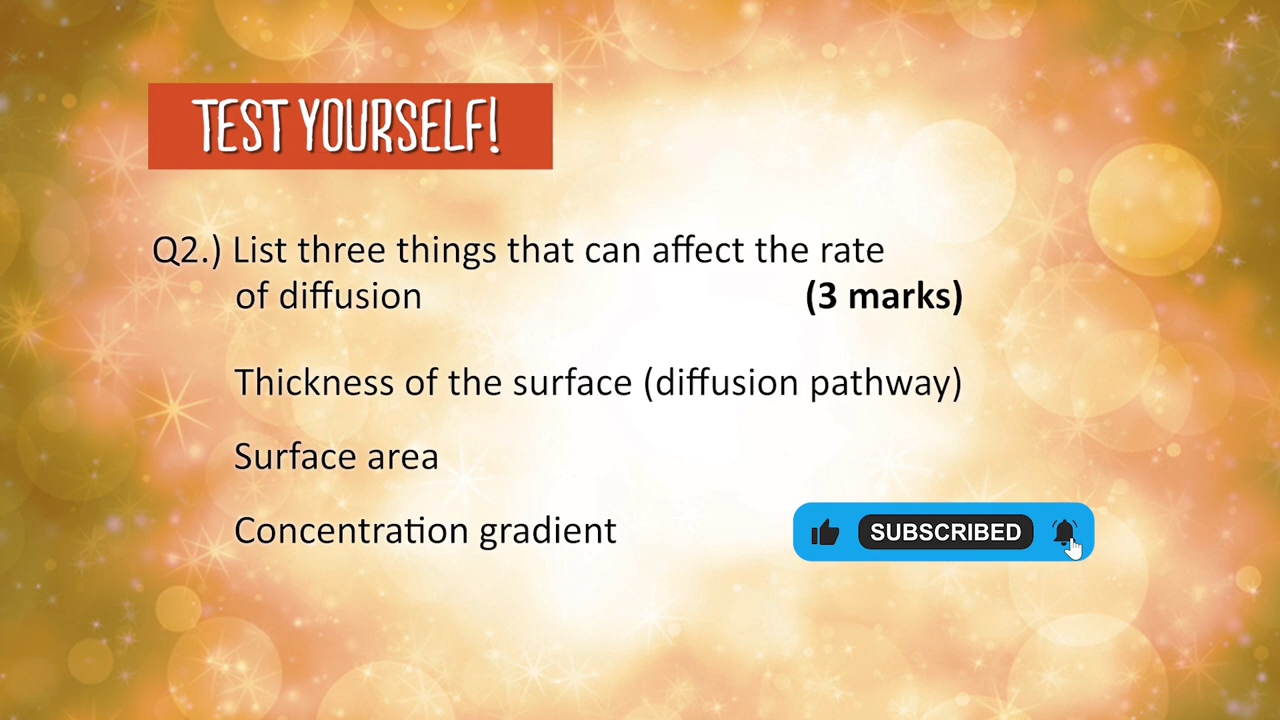 TEST YOURSELF!
Q2.) List three things that can affect the rate
of diffusion (3 marks)
Thickness of the surface (diffusion pathway)
Surface area
Concentration gradient
SUBSCRIBED